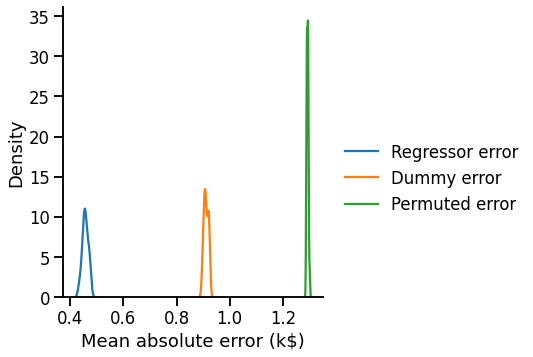 35
30
25
20
15
10
5
0
Density
0.4 0.6 0.8 1.0 1.2
Mean absolute error (k$)
Regressor error
Dummy error
Permuted error